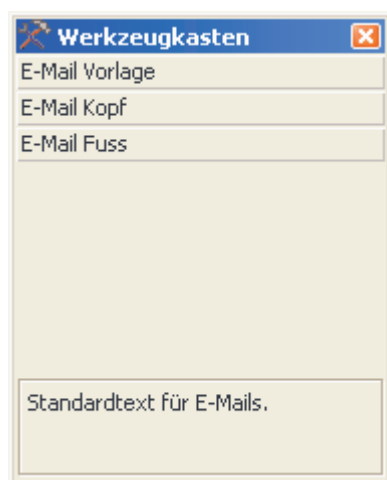 Werkzeugkasten
E-Mail Vorlage
E-Mail Kopf
E-Mail Fuss
Standardtext für E-Mails.